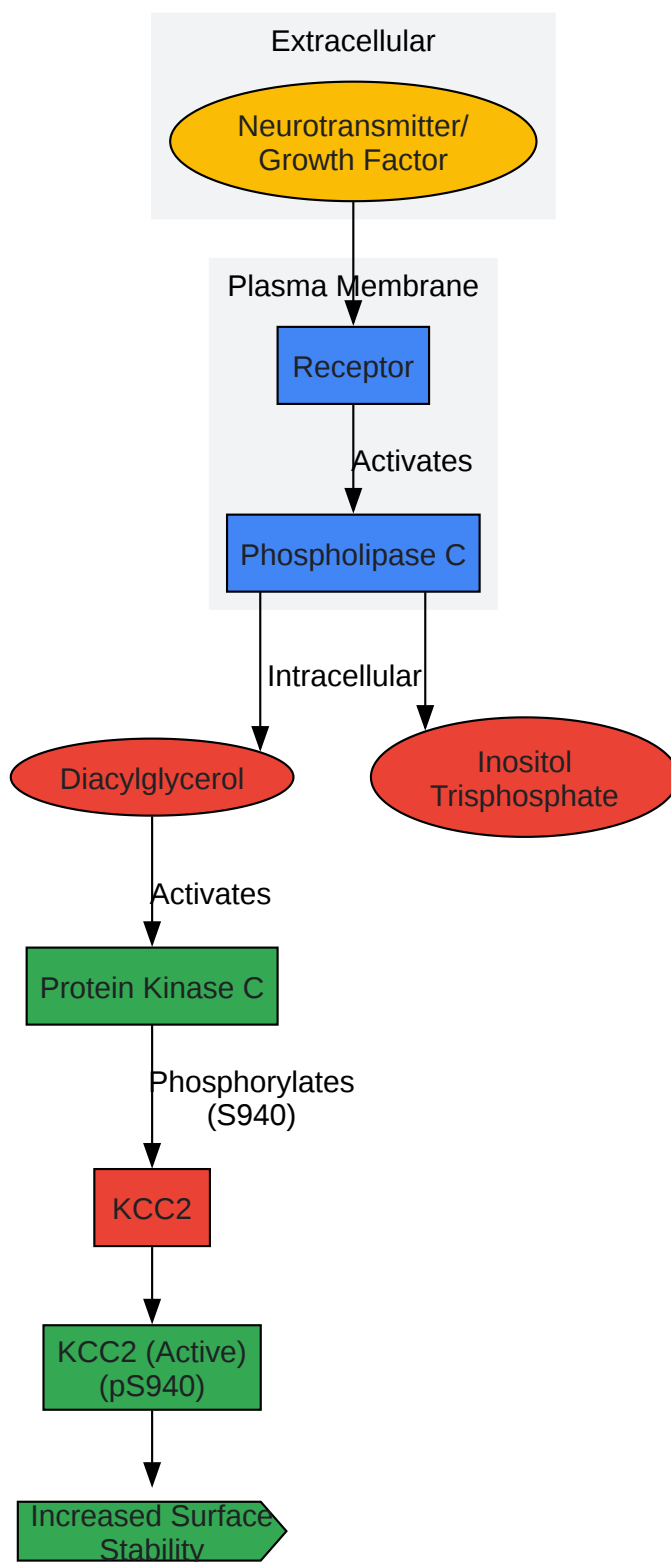 Extracellular
Neurotransmitter/
Growth Factor
Plasma Membrane
Receptor
Activates
Phospholipase C
Intracellular
Diacylglycerol
Inositol
Trisphosphate
Activates
Protein Kinase C
Phosphorylates
(S940)
KCC2
KCC2 (Active)
(pS940)
Increased Surface
Stability